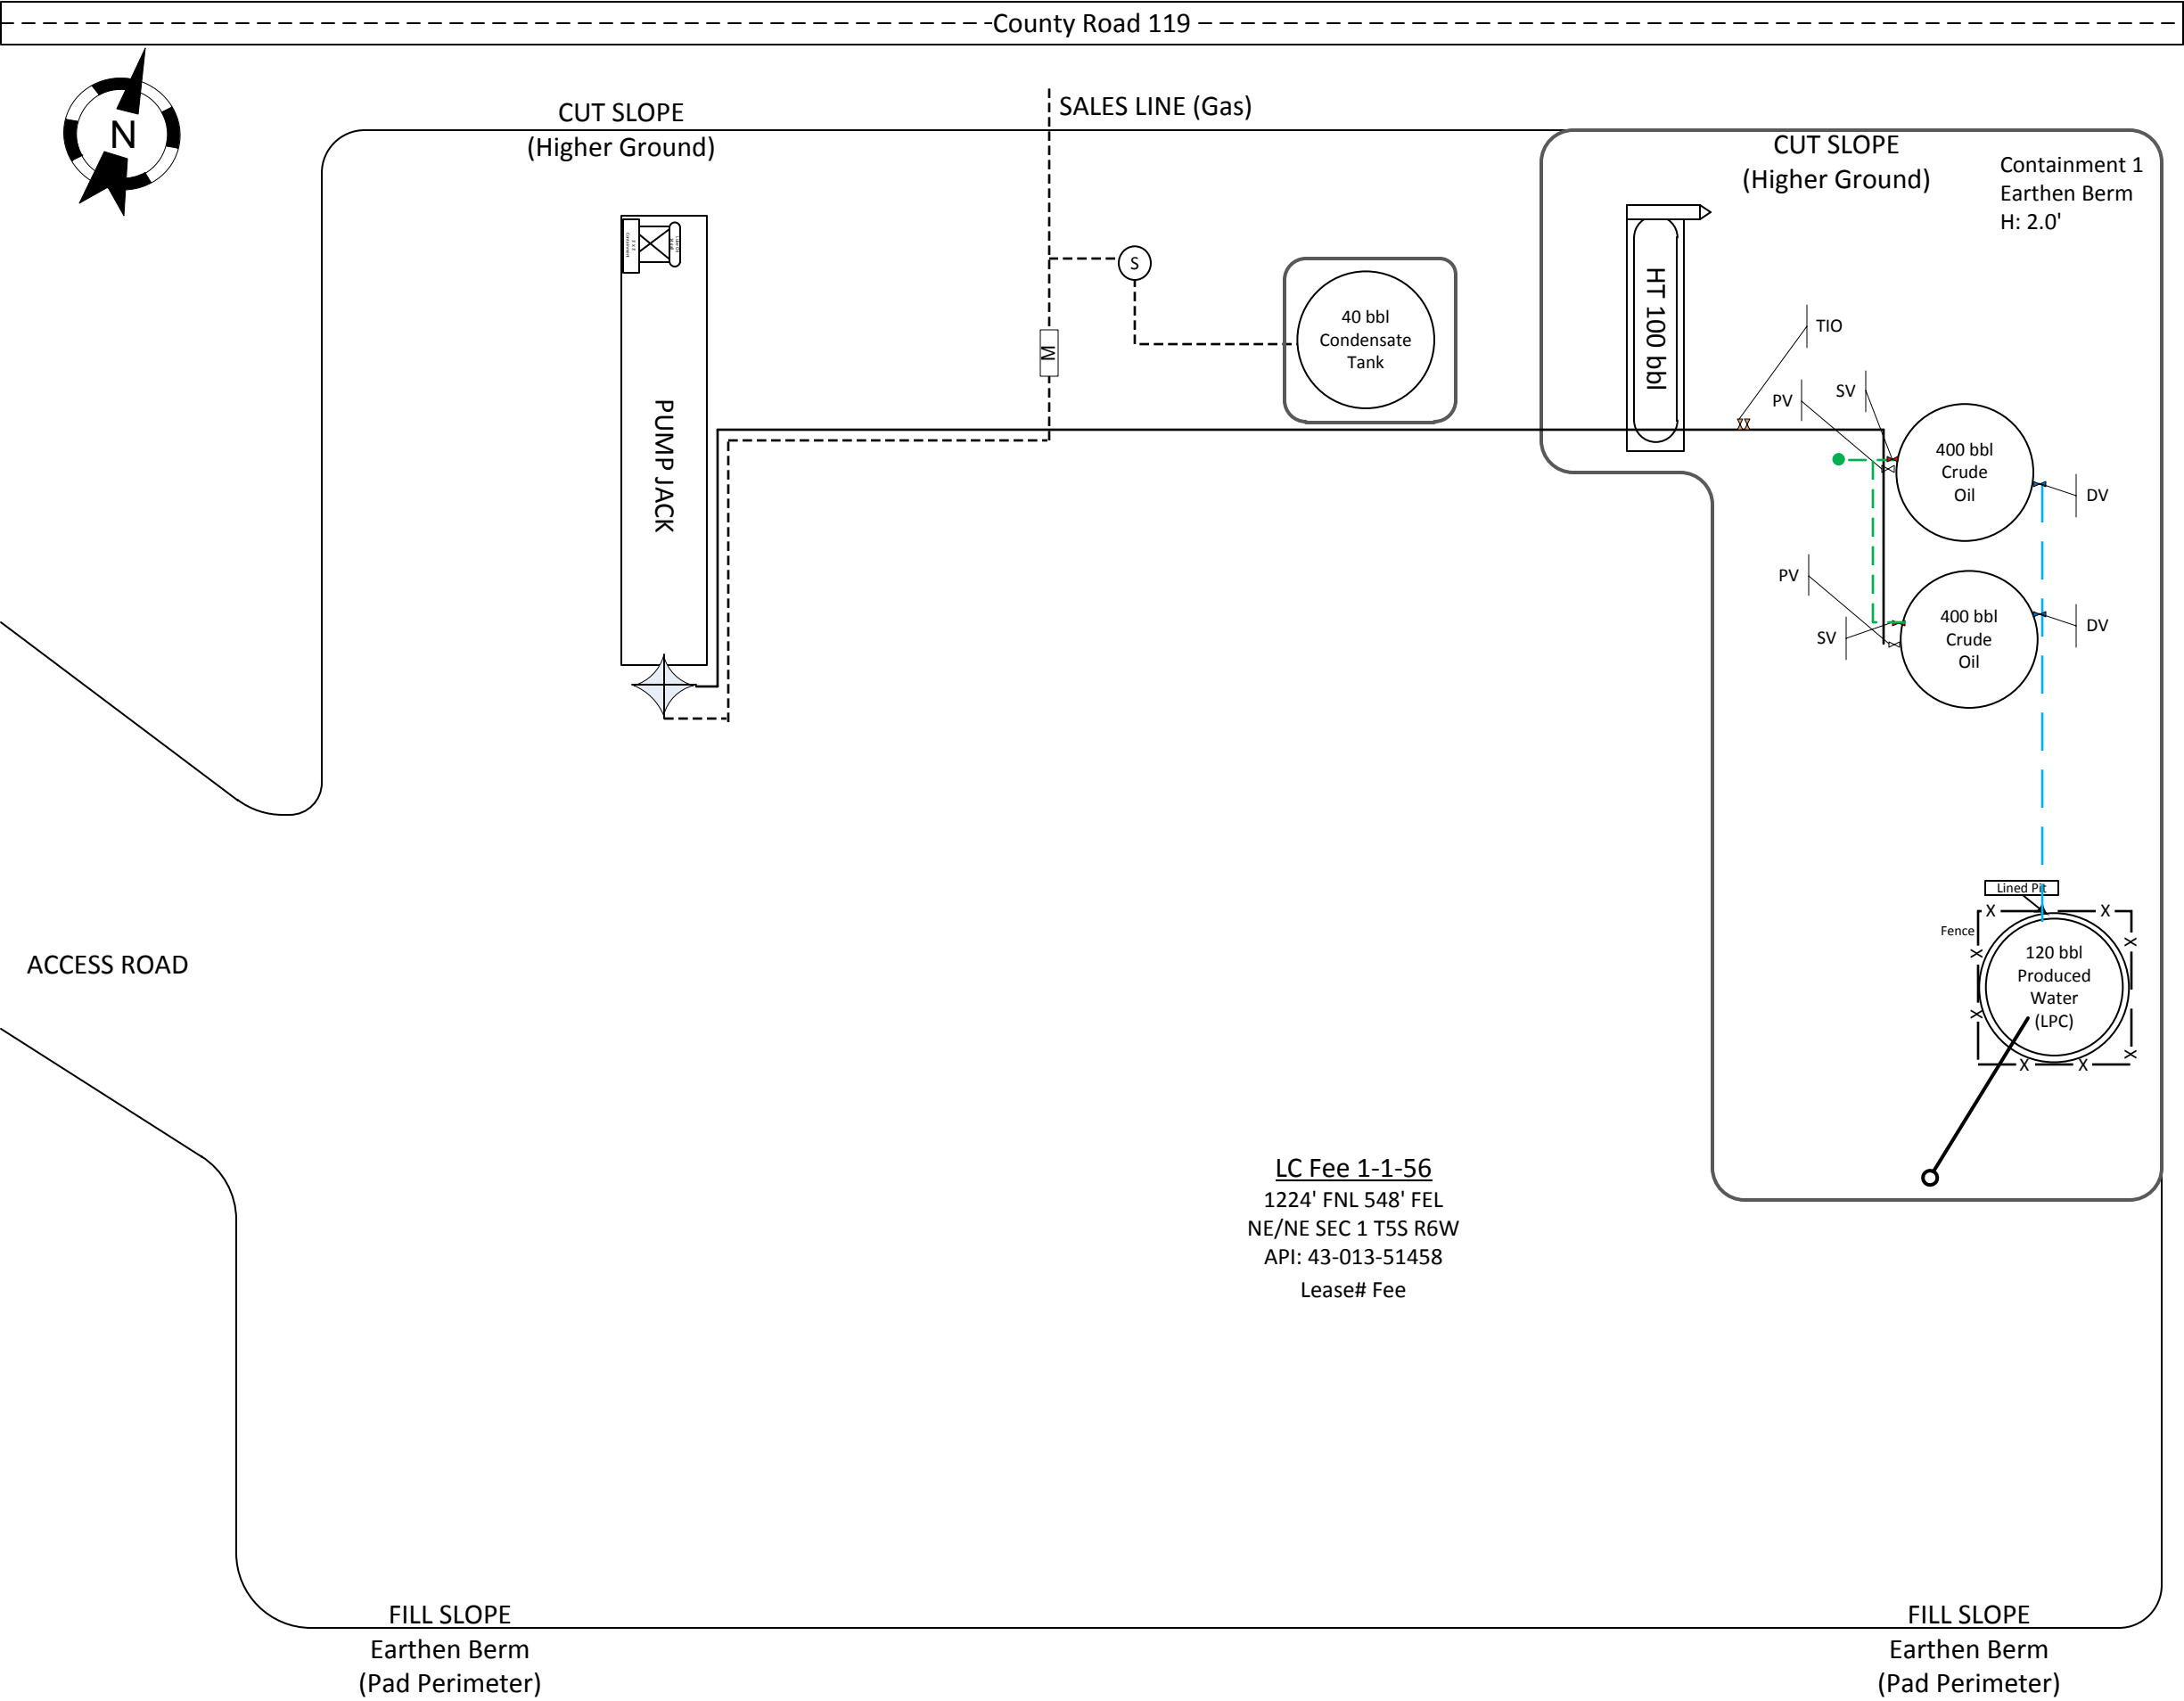 County Road 119
N
CUT SLOPE
(Higher Ground)
SALES LINE (Gas)
CUT SLOPE
(Higher Ground)
Containment 1
Earthen Berm
H: 2.0'
S
M
40 bbl
Condensate
Tank
HT 100 bbl
PUMP JACK
TIO
PV
SV
400 bbl
Crude
Oil
DV
PV
SV
400 bbl
Crude
Oil
DV
Lined Pit
X
X
Fence
X
X
120 bbl
Produced
Water
(LPC)
X
X
X
X
ACCESS ROAD
LC Fee 1-1-56
1224' FNL 548' FEL
NE/NE SEC 1 T5S R6W
API: 43-013-51458
Lease# Fee
FILL SLOPE
Earthen Berm
(Pad Perimeter)
FILL SLOPE
Earthen Berm
(Pad Perimeter)